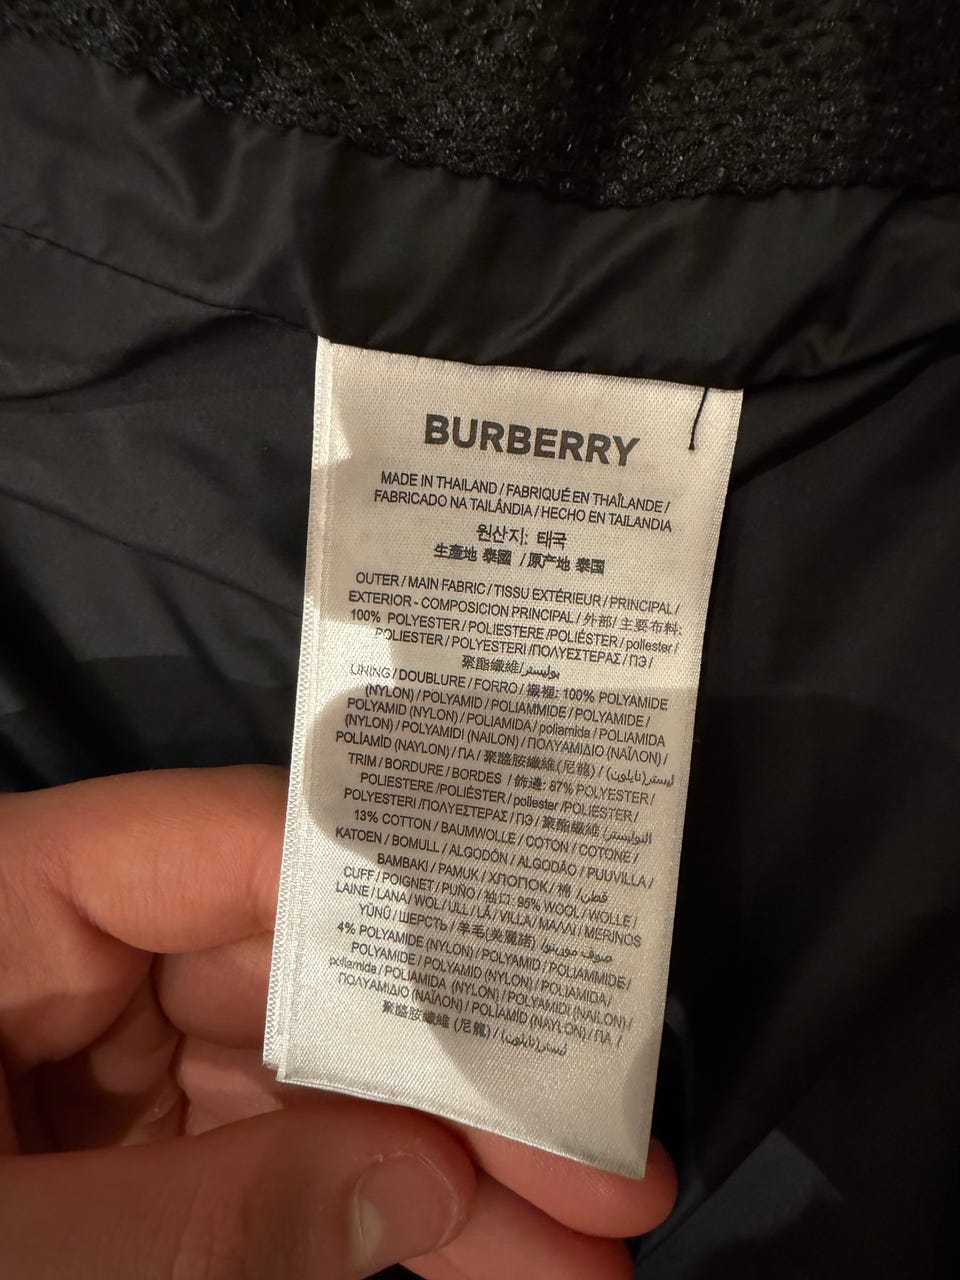 BURBERRY
MADE IN THAILAND / FABRIQUÉ EN THAÏLANDE /
FABRICADO NA TAILÂNDIA / HECHO EN TAILANDIA
원산지: 태국
生產地 泰國 / 原产地 泰国
OUTER / MAIN FABRIC / TISSU EXTÉRIEUR / PRINCIPAL /
EXTERIOR - COMPOSICION PRINCIPAL / 外部/ 主要布料:
100% POLYESTER / POLIESTERE /POLIÉSTER / poliester /
POLIESTER / POLYESTERI /ΠΟΛΥΕΣΤΕΡΑΣ / ПЭ /
聚酯纖維/بوليستر
LINING / DOUBLURE / FORRO / 襯裡: 100% POLYAMIDE
(NYLON) / POLYAMID / POLIAMMIDE / POLYAMIDE /
POLYAMID (NYLON) / POLIAMIDA / poliamida / POLIAMIDA
(NYLON) / POLYAMIDI (NAILON) / ΠΟΛΥΑΜΙΔΙΟ (ΝΑΪΛΟΝ) /
POLİAMİD (NAYLON) / ПА / 聚醯胺纖維(尼龍) / ليستر(نايلون)
TRIM / BORDURE / BORDES / 飾邊: 87% POLYESTER /
POLIESTERE /POLIÉSTER / poliester /POLIESTER /
POLYESTERI /ΠΟΛΥΕΣΤΕΡΑΣ / ПЭ / 聚酯纖維 /البوليستر
13% COTTON / BAUMWOLLE / COTON / COTONE /
KATOEN / BOMULL / ALGODÓN / ALGODÃO / PUUVILLA /
BAMBAKI / PAMUK / ХЛОПОК / 棉 /قطن
CUFF / POIGNET / PUÑO / 袖口: 95% WOOL / WOLLE /
LAINE / LANA / WOL / ULL / LÃ / VILLA / ΜΑΛΛΙ / MERINOS
YÜNÜ / ШЕРСТЬ / 羊毛(美麗諾) /صوف مورينو
4% POLYAMIDE (NYLON) / POLYAMID / POLIAMMIDE /
POLYAMIDE / POLYAMID (NYLON) / POLIAMIDA /
poliamida / POLIAMIDA (NYLON) / POLYAMIDI (NAILON) /
ΠΟΛΥΑΜΙΔΙΟ (ΝΑΪΛΟΝ) / POLİAMİD (NAYLON) / ПА /
聚醯胺纖維 (尼龍) / ليستر(نايلون)